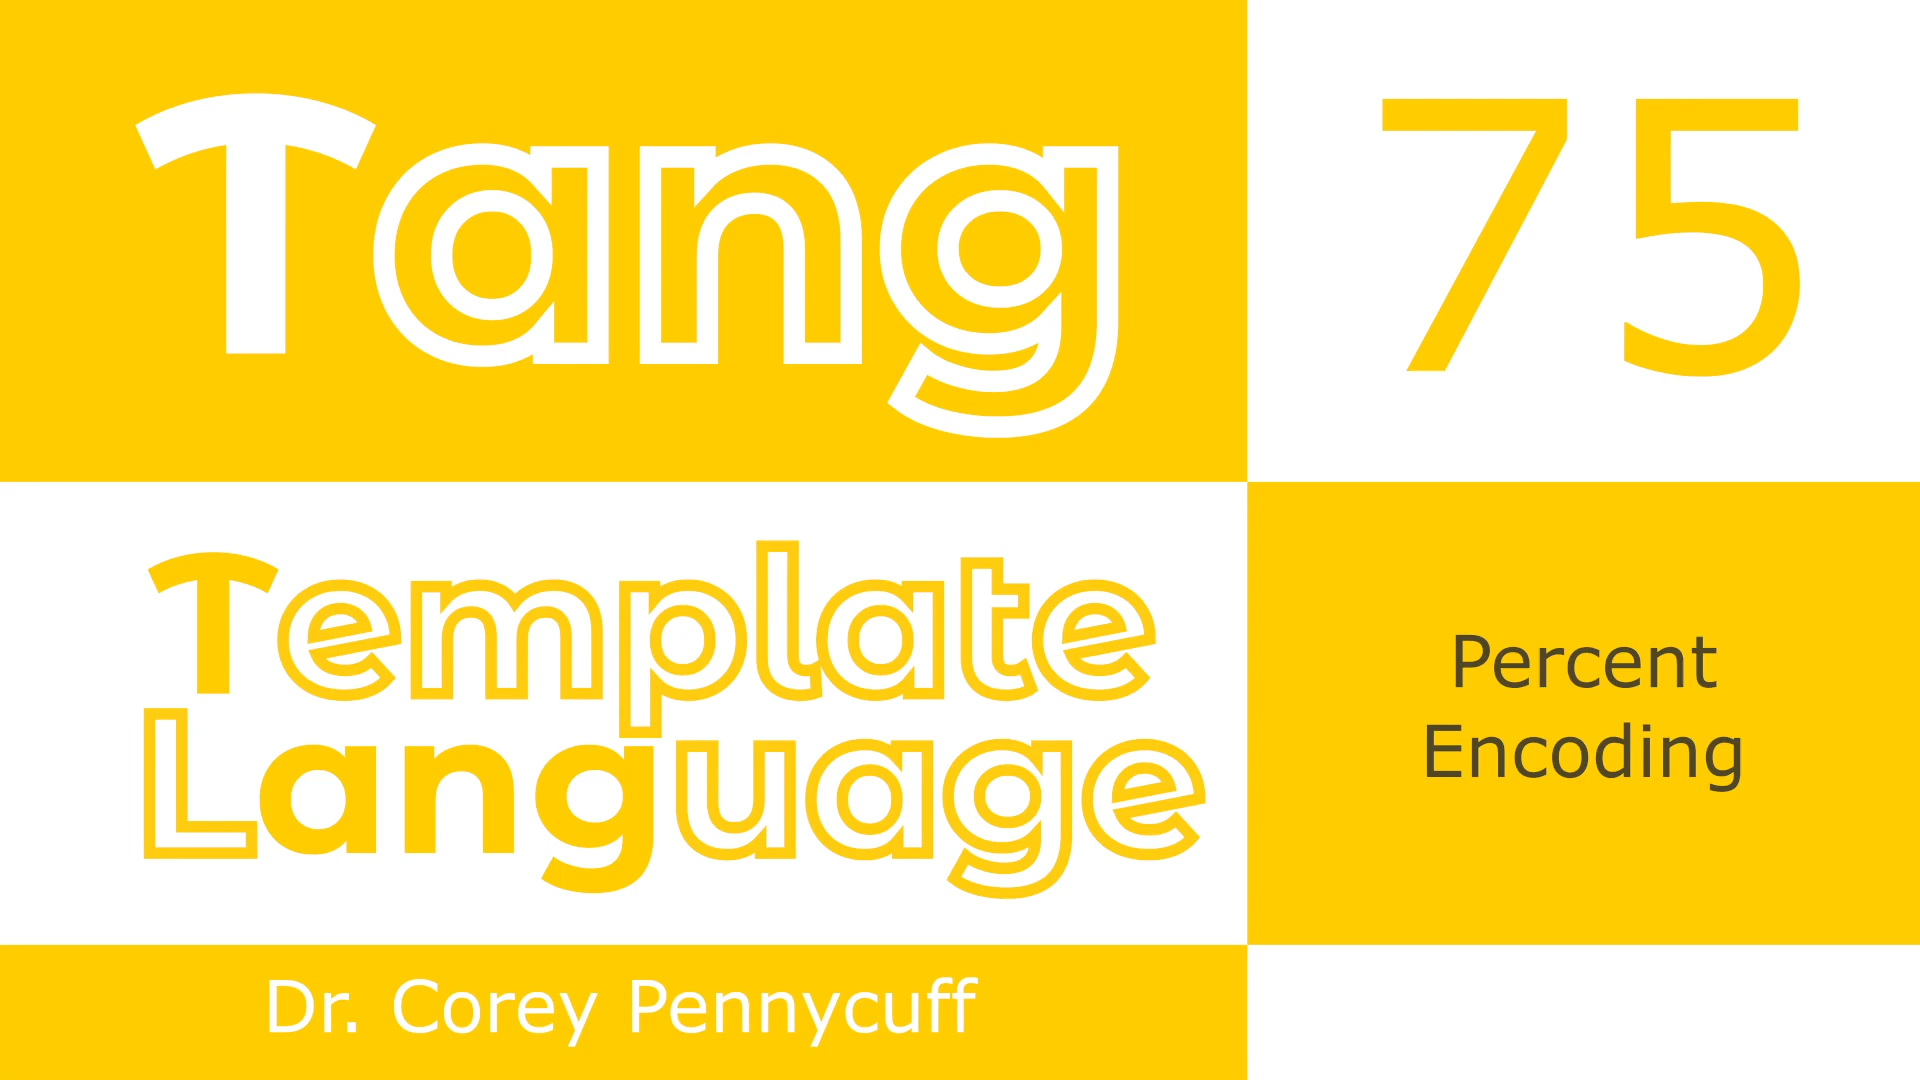 Tang
75
Template
Language
Percent
Encoding
Dr. Corey Pennycuff